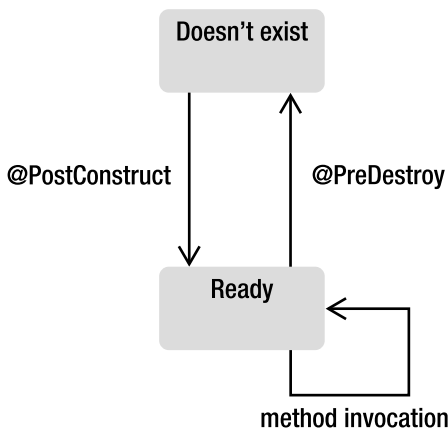 Doesn’t exist
@PostConstruct
@PreDestroy
Ready
method invocation